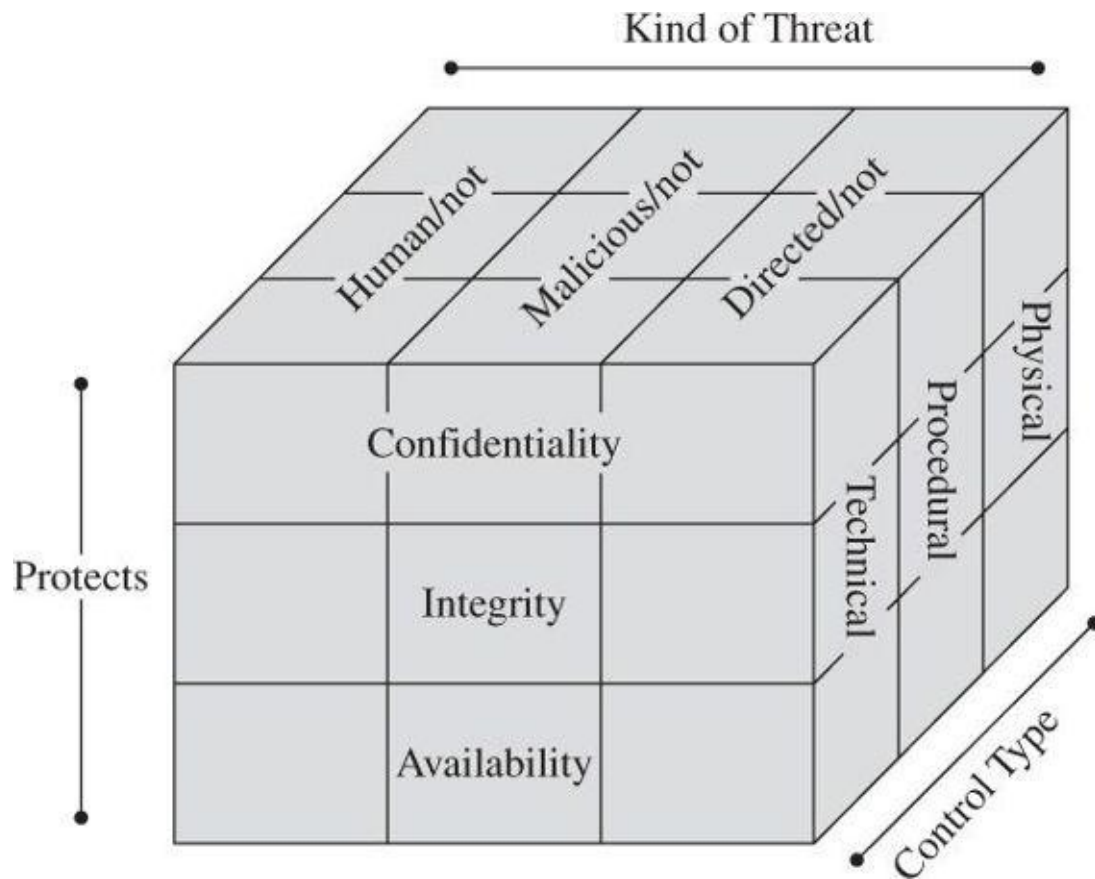 Kind of Threat
Human/not
Malicious/not
Directed/not
Protects
Confidentiality
Integrity
Availability
Technical
Procedural
Physical
Control Type